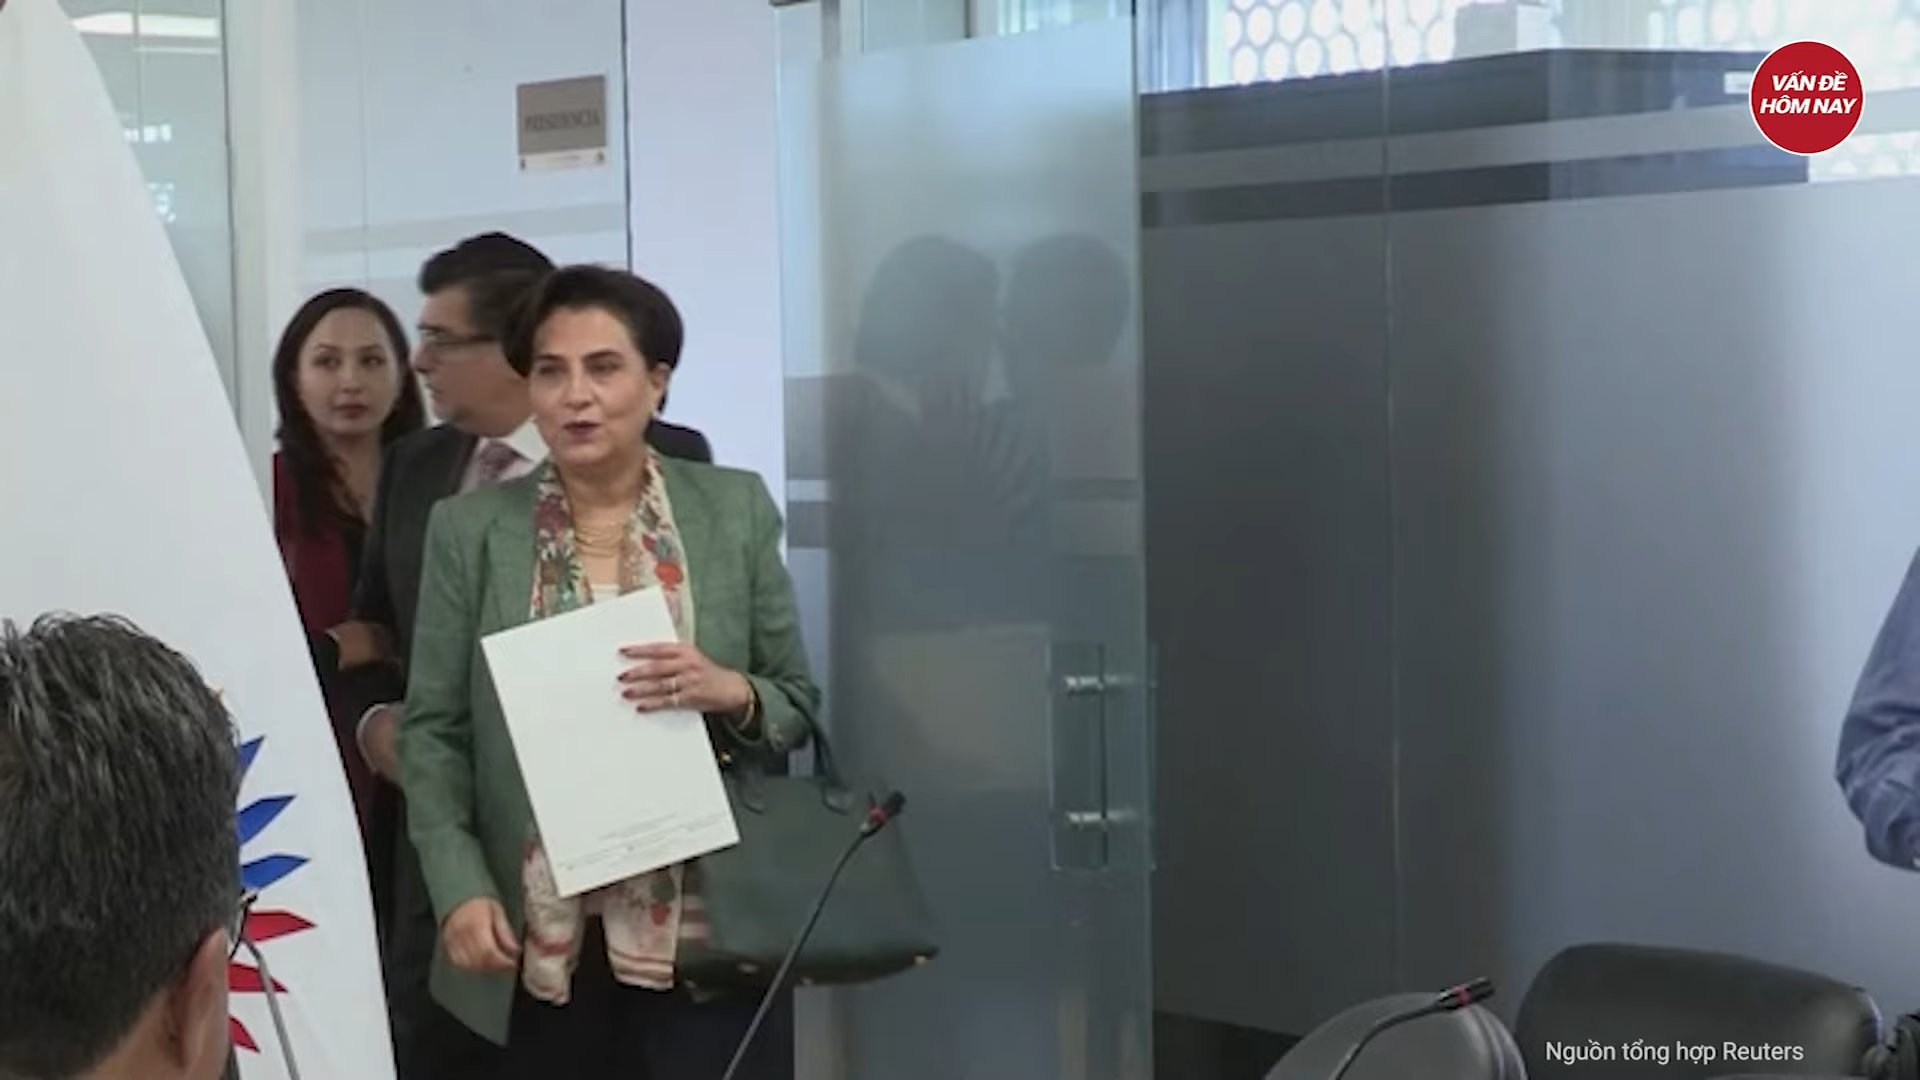 PRESIDENCIA
VẤN ĐỀ
HÔM NAY
Nguồn tổng hợp Reuters